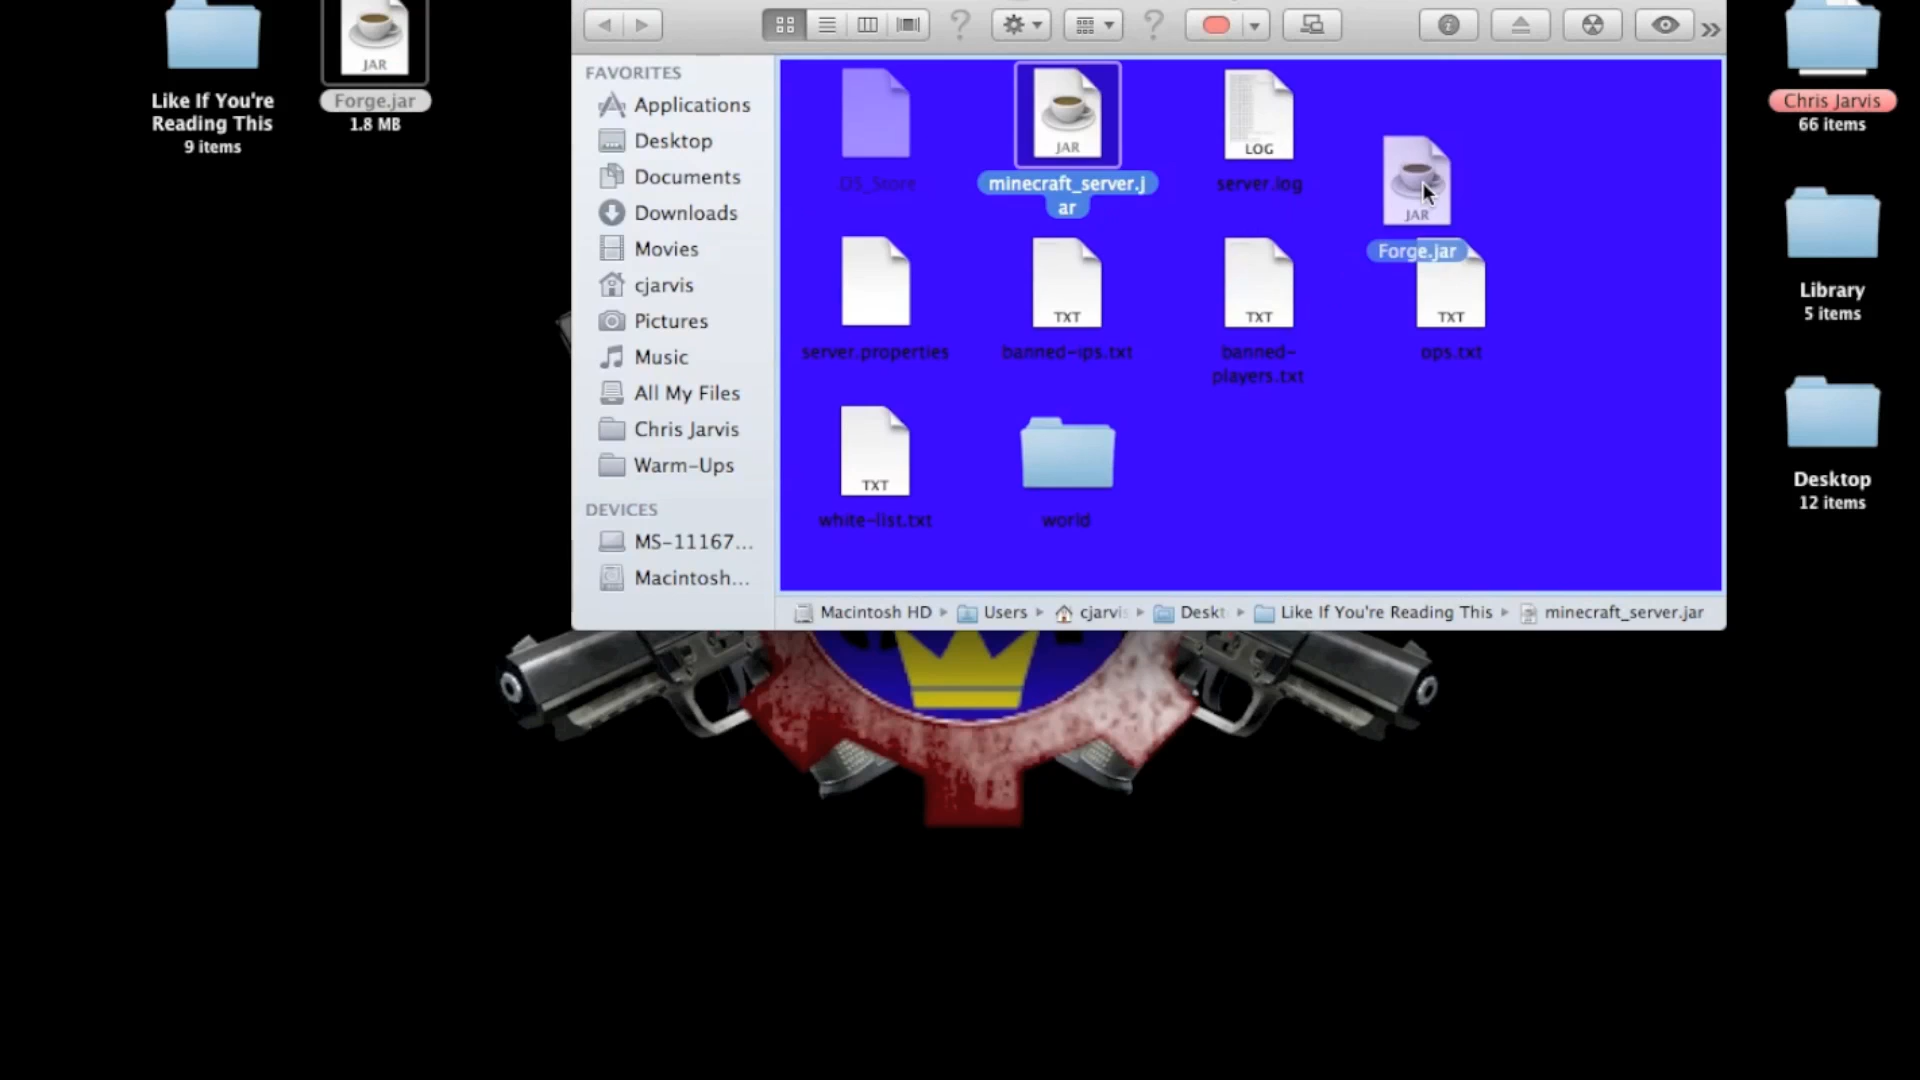 Like If You're
Reading This
9 items
JAR
Forge.jar
1.8 MB
FAVORITES
Applications
Desktop
Documents
Downloads
Movies
cjarvis
Pictures
Music
All My Files
Chris Jarvis
Warm-Ups
DEVICES
MS-11167...
Macintosh...
DS_Store
JAR
minecraft_server.j
ar
LOG
server.log
JAR
Forge.jar
server.properties
TXT
banned-ips.txt
TXT
banned-
players.txt
TXT
ops.txt
TXT
white-list.txt
world
Macintosh HD
Users
cjarvis
Deskt
Like If You're Reading This
minecraft_server.jar
Chris Jarvis
66 items
Library
5 items
Desktop
12 items